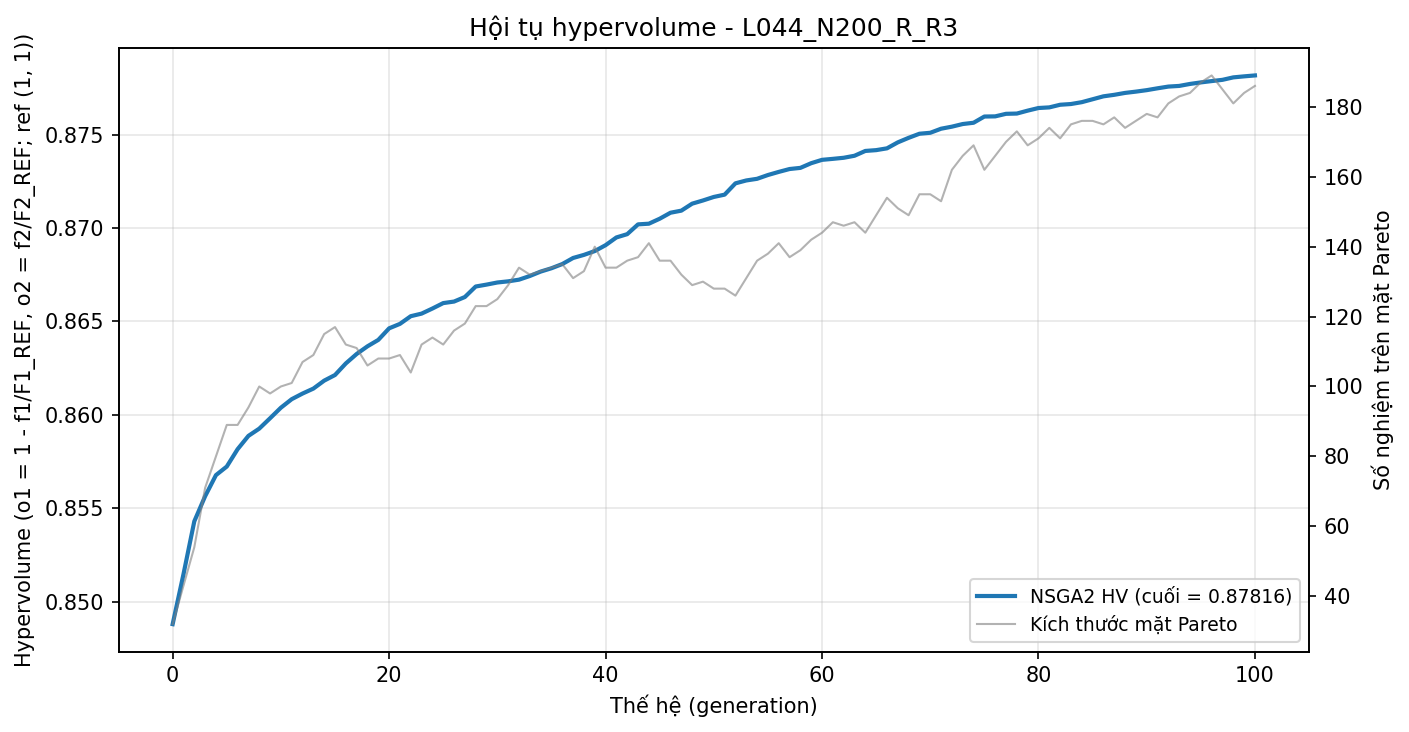 Hội tụ hypervolume - L044_N200_R_R3
Hypervolume (o1 = 1 - f1/F1_REF, o2 = f2/F2_REF; ref (1, 1))
0.875
0.870
0.865
0.860
0.855
0.850
180
160
140
120
100
80
60
40
Số nghiệm trên mặt Pareto
NSGA2 HV (cuối = 0.87816)
Kích thước mặt Pareto
0 20 40 60 80 100
Thế hệ (generation)